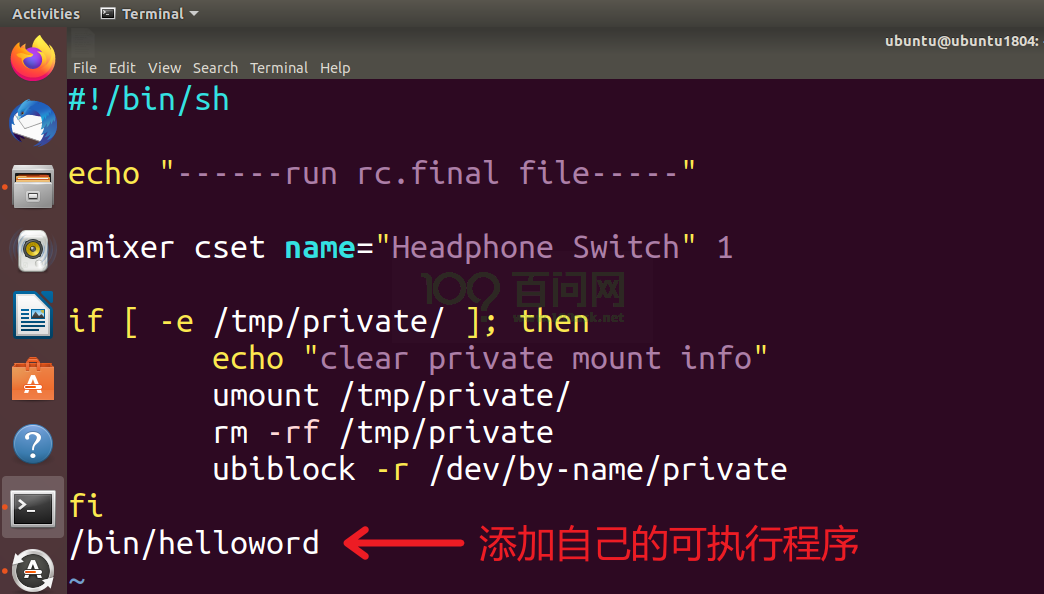 Activities Terminal
ubuntu@ubuntu1804:
File Edit View Search Terminal Help
#!/bin/sh
echo "------run rc.final file-----"
amixer cset name="Headphone Switch" 1
百问网
if [ -e /tmp/private/ ]; then
echo "clear private mount info"
umount /tmp/private/
rm -rf /tmp/private
ubiblock -r /dev/by-name/private
fi
/bin/helloword 添加自己的可执行程序
~